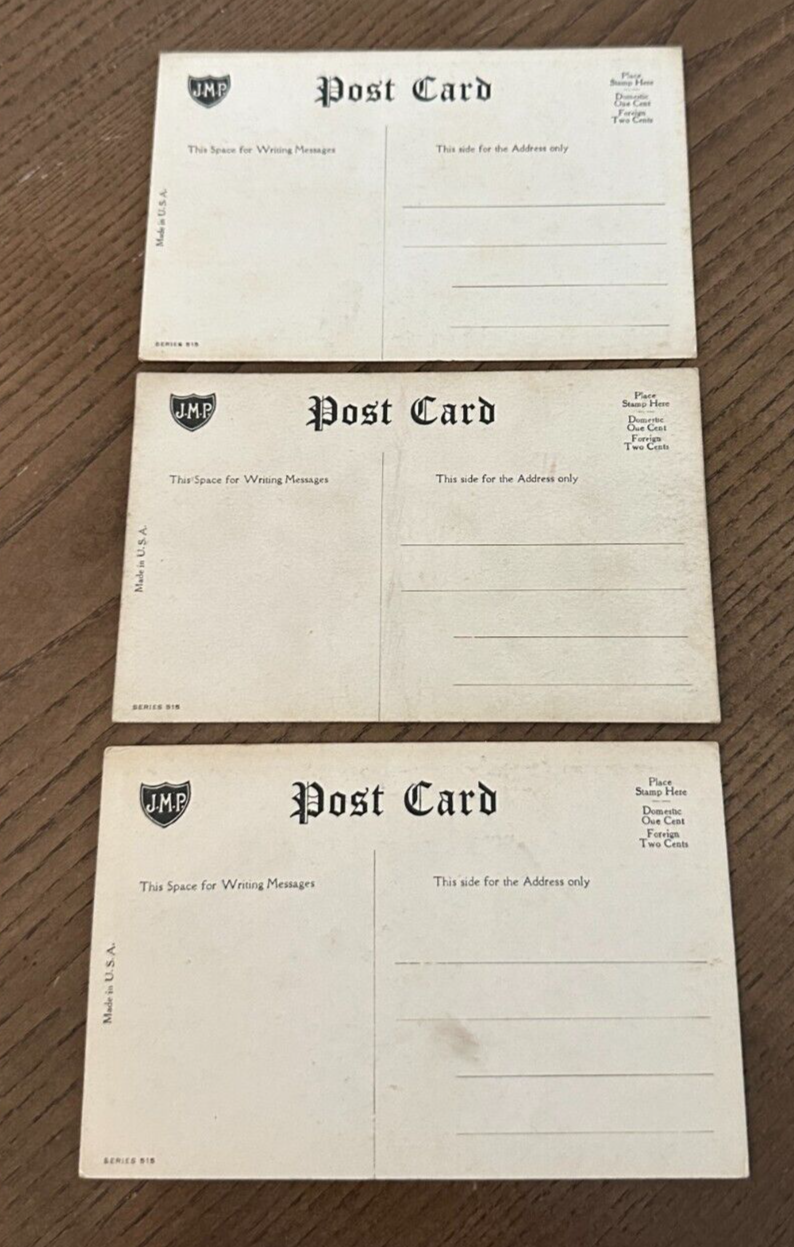 J.M.P.
Post Card
Place
Stamp Here
Domestic
One Cent
Foreign
Two Cents
This Space for Writing Messages
This side for the Address only
Made in U.S.A.
SERIES 515
J.M.P.
Post Card
Place
Stamp Here
Domestic
One Cent
Foreign
Two Cents
This Space for Writing Messages
This side for the Address only
Made in U.S.A.
SERIES 515
J.M.P.
Post Card
Place
Stamp Here
Domestic
One Cent
Foreign
Two Cents
This Space for Writing Messages
This side for the Address only
Made in U.S.A.
SERIES 515